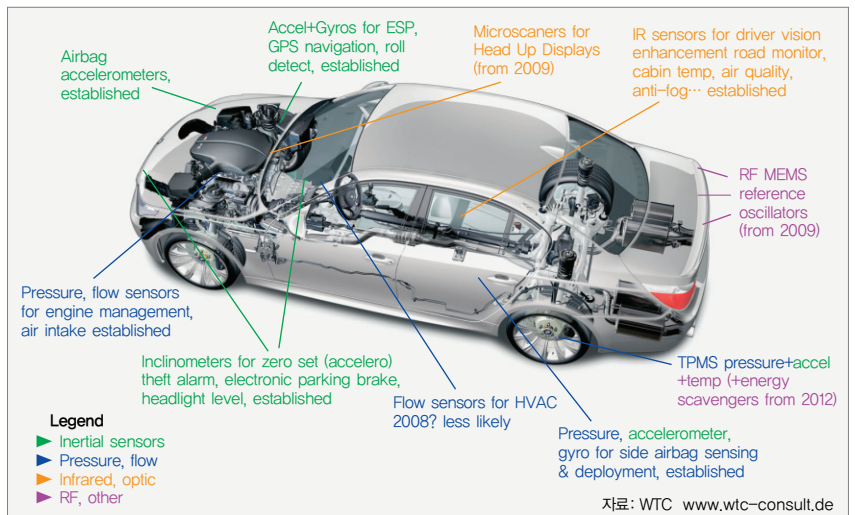 Airbag
accelerometers,
established
Accel+Gyros for ESP,
GPS navigation, roll
detect, established
Microscaners for
Head Up Displays
(from 2009)
IR sensors for driver vision
enhancement road monitor,
cabin temp, air quality,
anti-fog… established
RF MEMS
reference
oscillators
(from 2009)
Pressure, flow sensors
for engine management,
air intake established
Inclinometers for zero set (accelero)
theft alarm, electronic parking brake,
headlight level, established
Flow sensors for HVAC
2008? less likely
TPMS pressure+accel
+temp (+energy
scavengers from 2012)
Pressure, accelerometer,
gyro for side airbag sensing
& deployment, established
Legend
▶ Inertial sensors
▶ Pressure, flow
▶ Infrared, optic
▶ RF, other
자료: WTC www.wtc-consult.de